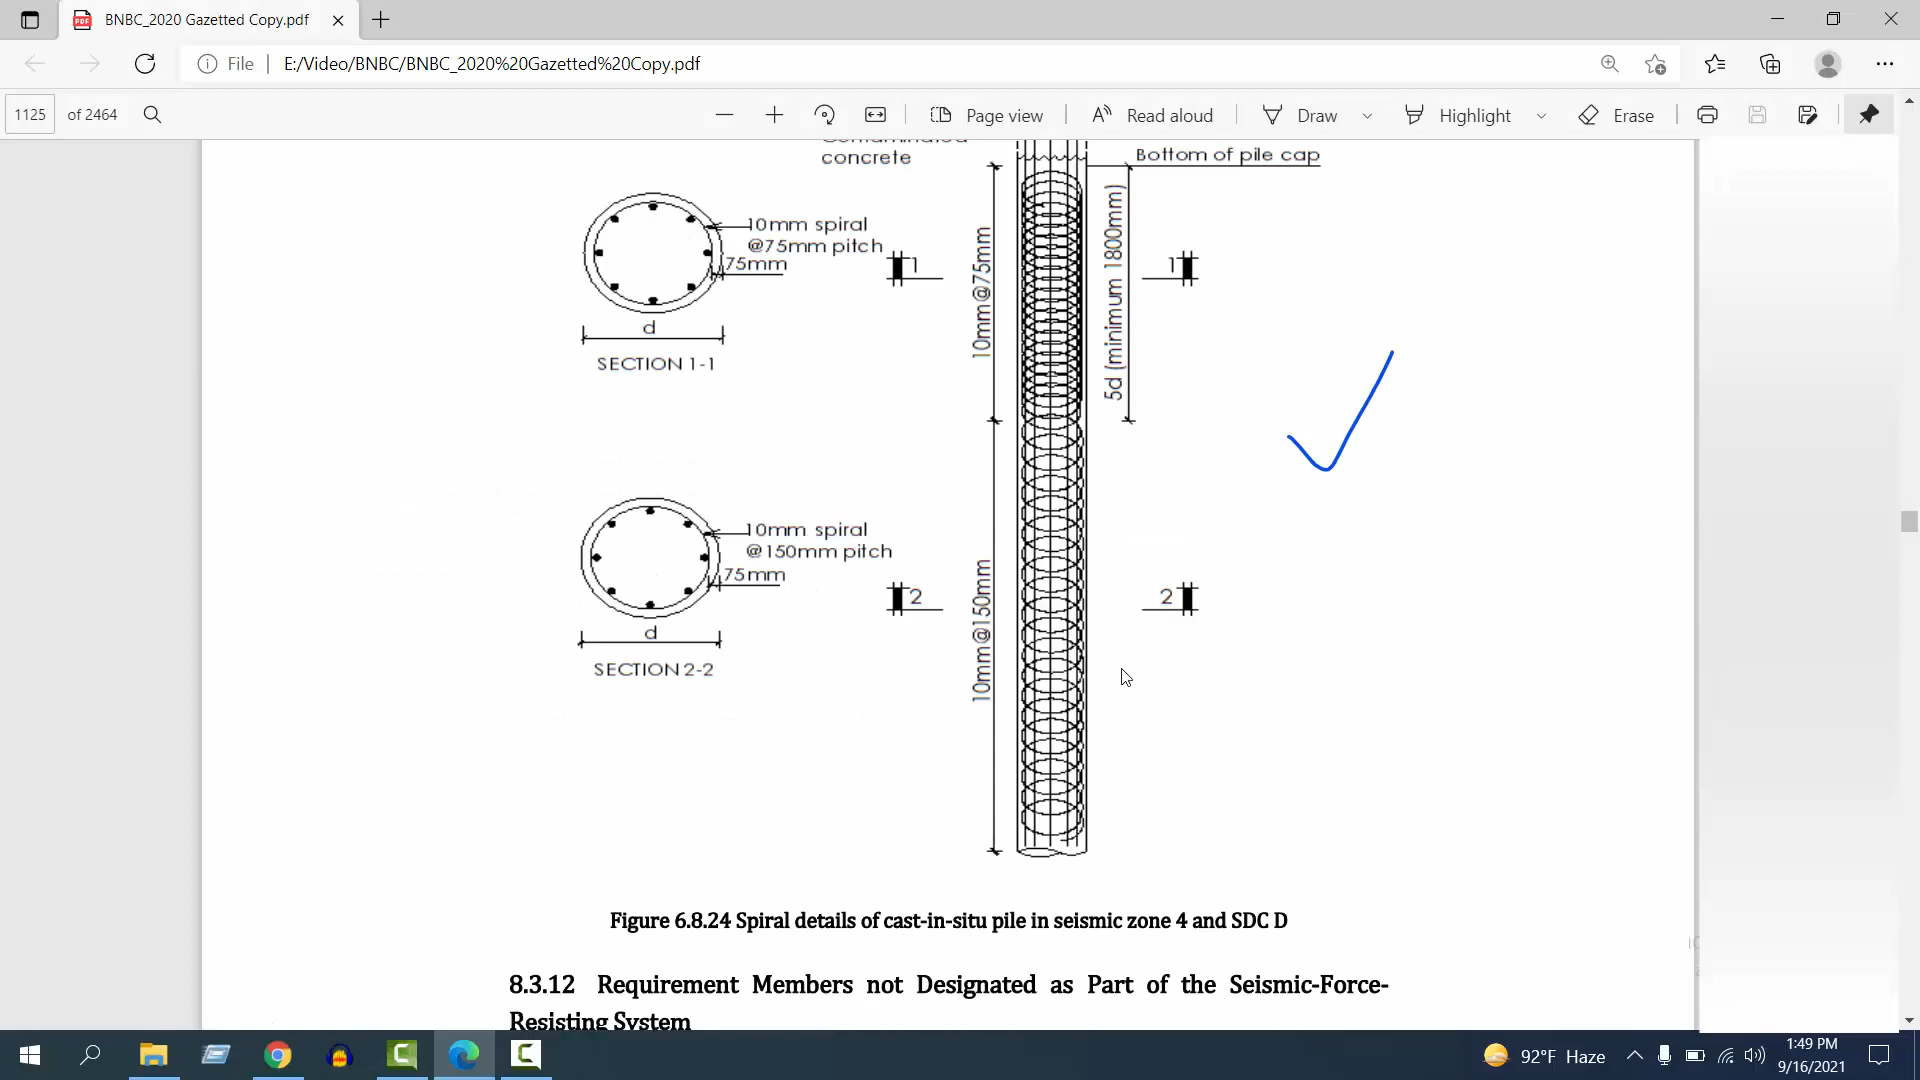 BNBC_2020 Gazetted Copy.pdf
File
E:/Video/BNBC/BNBC_2020%20Gazetted%20Copy.pdf
1125 of 2464
Page view
Read aloud
Draw
Highlight
Erase
Contaminated
concrete
Bottom of pile cap
10mm spiral
@75mm pitch
75mm
d
SECTION 1-1
1
10mm@75mm
5d (minimum 1800mm)
1
10mm spiral
@150mm pitch
75mm
d
SECTION 2-2
2
10mm@150mm
2
Figure 6.8.24 Spiral details of cast-in-situ pile in seismic zone 4 and SDC D
8.3.12 Requirement Members not Designated as Part of the Seismic-Force-
Resisting System
92°F Haze
1:49 PM
9/16/2021